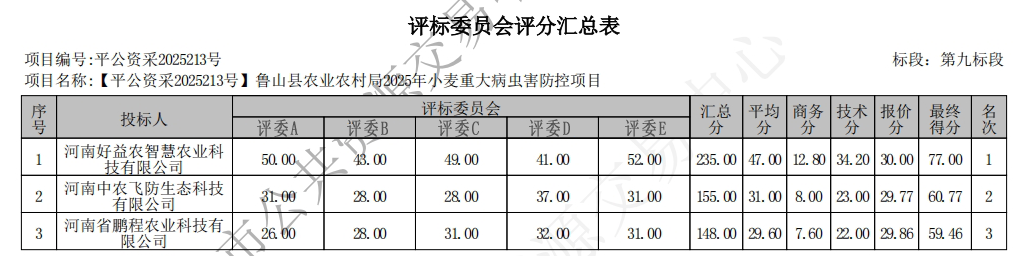 评标委员会评分汇总表
项目编号:平公资采2025213号 标段: 第九标段
项目名称:【平公资采2025213号】鲁山县农业农村局2025年小麦重大病虫害防控项目
序号 投标人 评标委员会 汇总分 平均分 商务分 技术分 报价分 最终得分 名次
评委A 评委B 评委C 评委D 评委E
1 河南好益农智慧农业科技有限公司 50.00 43.00 49.00 41.00 52.00 235.00 47.00 12.80 34.20 30.00 77.00 1
2 河南中农飞防生态科技有限公司 31.00 28.00 28.00 37.00 31.00 155.00 31.00 8.00 23.00 29.77 60.77 2
3 河南省鹏程农业科技有限公司 26.00 28.00 31.00 32.00 31.00 148.00 29.60 7.60 22.00 29.86 59.46 3
市公共资源交易
源交易中心